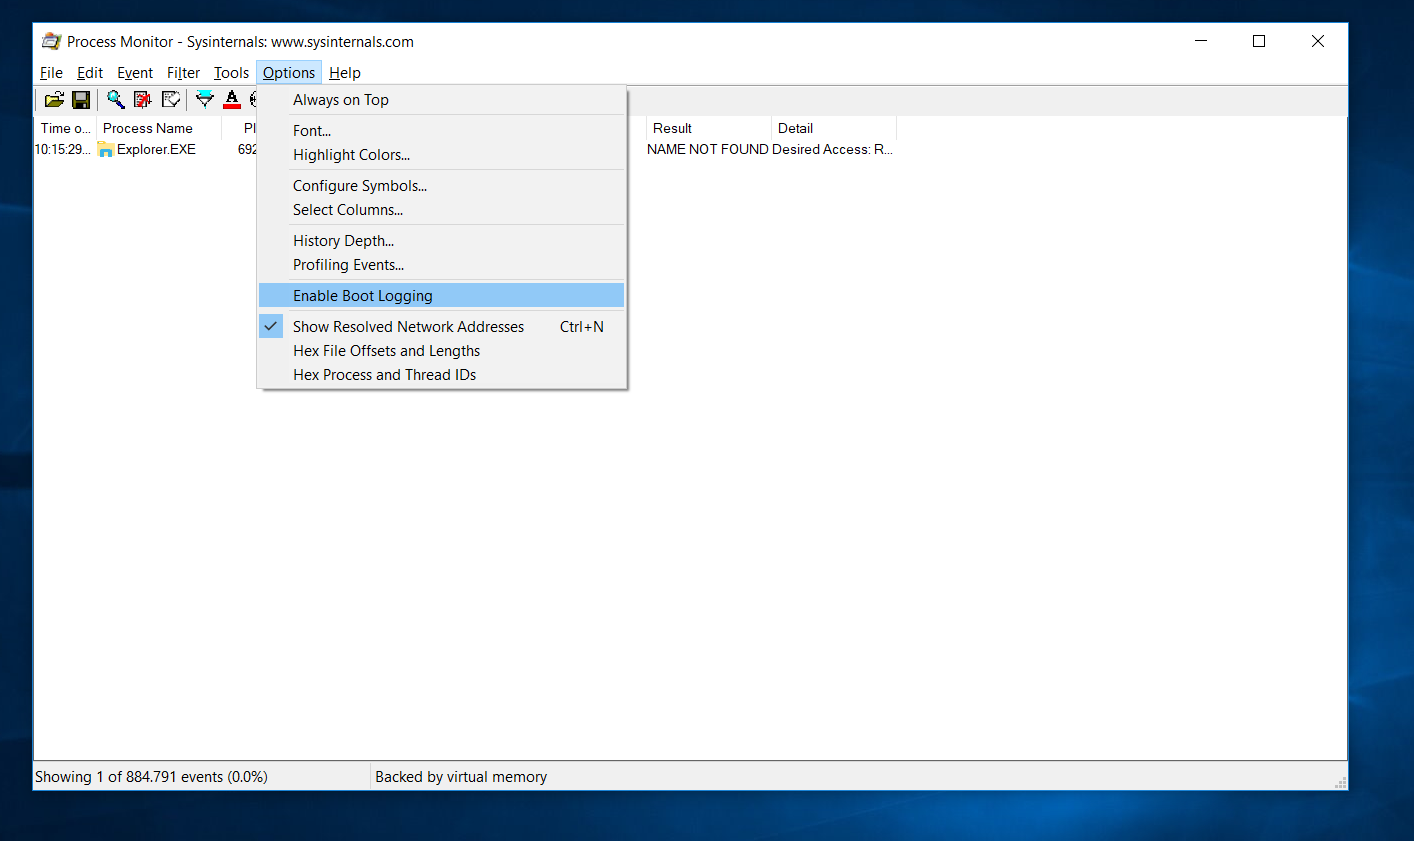 Process Monitor - Sysinternals: www.sysinternals.com
File Edit Event Filter Tools Options Help
Always on Top
Font...
Highlight Colors...
Configure Symbols...
Select Columns...
History Depth...
Profiling Events...
Enable Boot Logging
Show Resolved Network Addresses Ctrl+N
Hex File Offsets and Lengths
Hex Process and Thread IDs
Time o... Process Name Result Detail
10:15:29... Explorer.EXE 692 NAME NOT FOUND Desired Access: R...
Showing 1 of 884.791 events (0.0%) Backed by virtual memory